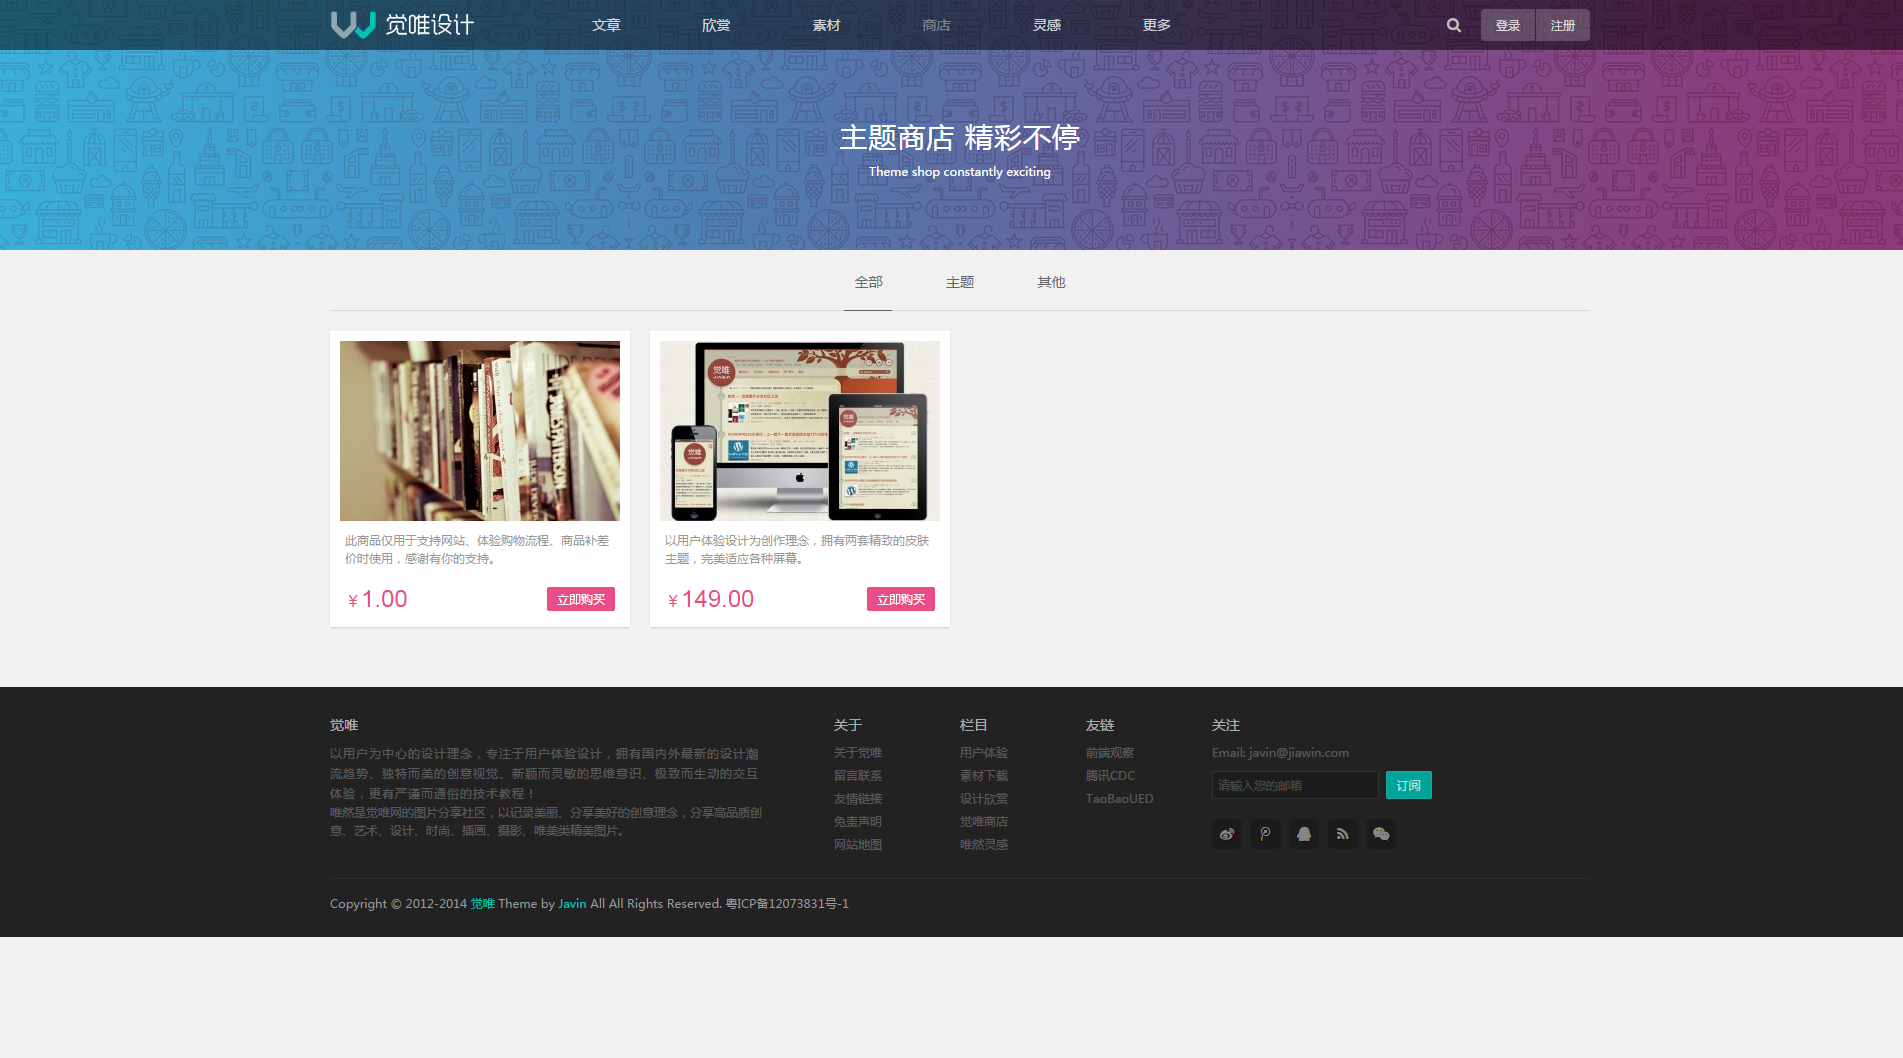 觉唯设计
文章 欣赏 素材 商店 灵感 更多
登录 注册
主题商店 精彩不停
Theme shop constantly exciting
全部 主题 其他
此商品仅用于支持网站、体验购物流程、商品补差
价时使用，感谢有你的支持。
¥1.00 立即购买
以用户体验设计为创作理念，拥有两套精致的皮肤
主题，完美适应各种屏幕。
¥149.00 立即购买
觉唯
以用户为中心的设计理念，专注于用户体验设计，拥有国内外最新的设计潮
流趋势、独特而美的创意视觉、新颖而灵敏的思维意识、极致而生动的交互
体验，更有严谨而通俗的技术教程！
唯然是觉唯网的图片分享社区，以记录美丽、分享美好的创意理念，分享高品质创
意、艺术、设计、时尚、插画、摄影、唯美类精美图片。
关于
关于觉唯
留言联系
友情链接
免责声明
网站地图
栏目
用户体验
素材下载
设计欣赏
觉唯商店
唯然灵感
友链
前端观察
腾讯CDC
TaoBaoUED
关注
Email: javin@jiawin.com
请输入您的邮箱 订阅
Copyright © 2012-2014 觉唯 Theme by Javin All All Rights Reserved. 粤ICP备12073831号-1